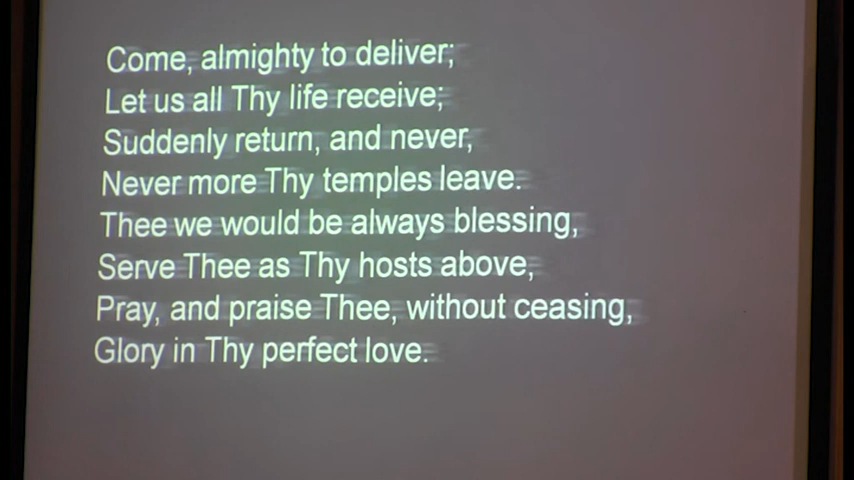 Come, almighty to deliver;
Let us all Thy life receive;
Suddenly return, and never,
Never more Thy temples leave.
Thee we would be always blessing,
Serve Thee as Thy hosts above,
Pray, and praise Thee, without ceasing,
Glory in Thy perfect love.